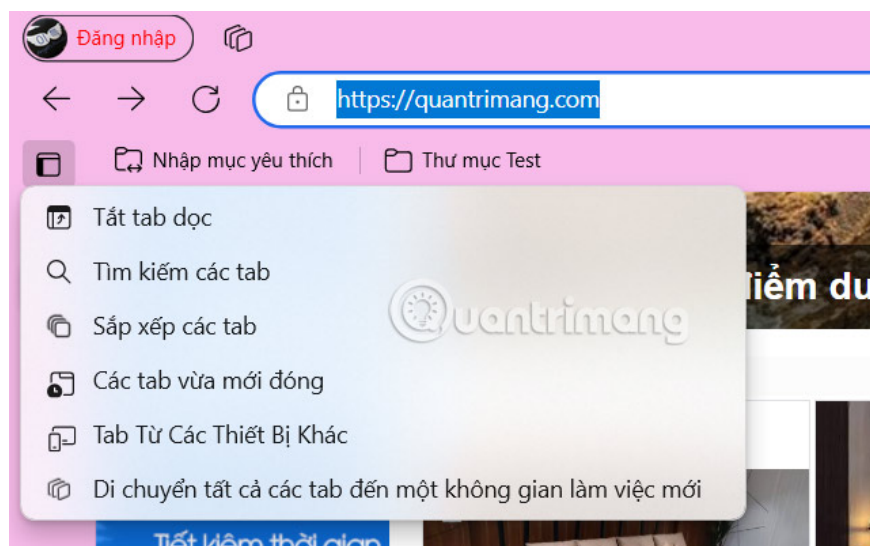 Đăng nhập
https://quantrimang.com
Nhập mục yêu thích
Thư mục Test
Tắt tab dọc
Tìm kiếm các tab
điểm du
Sắp xếp các tab
Quantrimang
Các tab vừa mới đóng
Tab Từ Các Thiết Bị Khác
Di chuyển tất cả các tab đến một không gian làm việc mới
Tiết kiệm thời gian